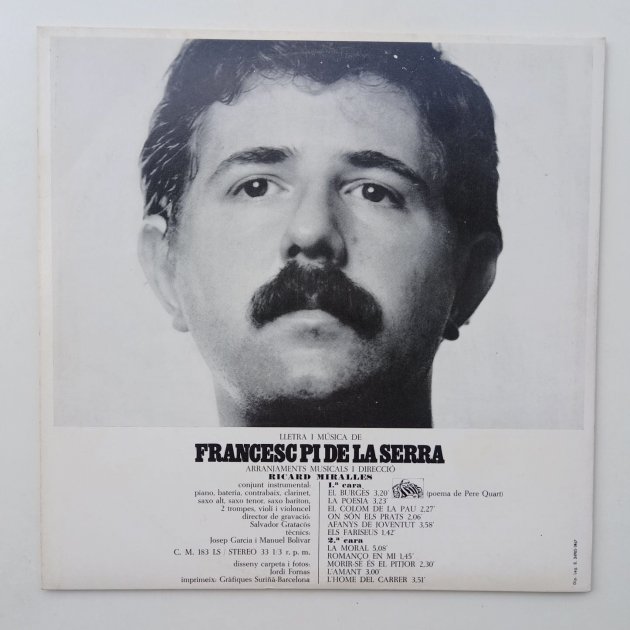 LLETRA I MÚSICA DE
FRANCESC PI DE LA SERRA
ARRANJAMENTS MUSICALS I DIRECCIÓ
RICARD MIRALLES
conjunt instrumental:
piano, bateria, contrabaix, clarinet,
saxo alt, saxo tenor, saxo bariton,
2 trompes, violí i violoncel
director de gravació:
Salvador Gratacòs
tècnics:
Josep Garcia i Manuel Bolívar
C. M. 183 LS | STEREO 33 1/3 r. p. m.
disseny carpeta i fotos:
Jordi Fornas
imprimeix: Gràfiques Suriñá-Barcelona
1.ª cara
EL BURGES 3,20' (poema de Pere Quart)
LA POESIA 3,23'
EL COLOM DE LA PAU 2,27'
ON SÓN ELS PRATS 2,06'
AFANYS DE JOVENTUT 3,58'
ELS FARISEUS 1,42'
2.ª cara
LA MORAL 5,08'
ROMANÇO EN MI 1,45'
MORIR-SE ÉS EL PITJOR 2,30'
L'AMANT 3,00'
L'HOME DEL CARRER 3,51'